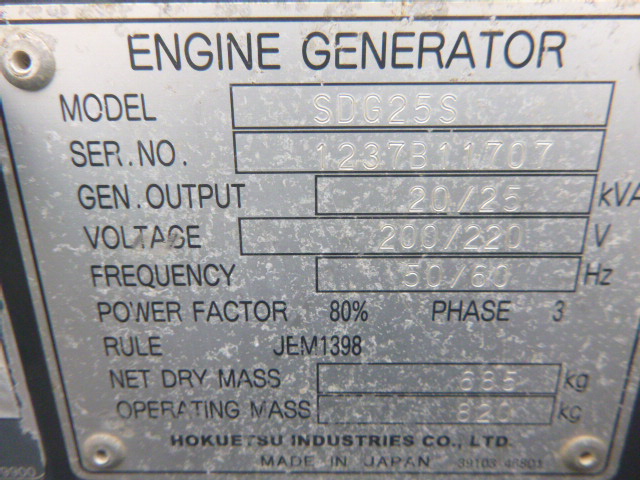 ENGINE GENERATOR
MODEL SDG25S
SER.NO. 1237B11707
GEN.OUTPUT 20/25 kVA
VOLTAGE 200/220 V
FREQUENCY 50/60 Hz
POWER FACTOR 80% PHASE 3
RULE JEM1398
NET DRY MASS 685 kg
OPERATING MASS 820 kg
HOKUETSU INDUSTRIES CO., LTD.
MADE IN JAPAN 39103 46801